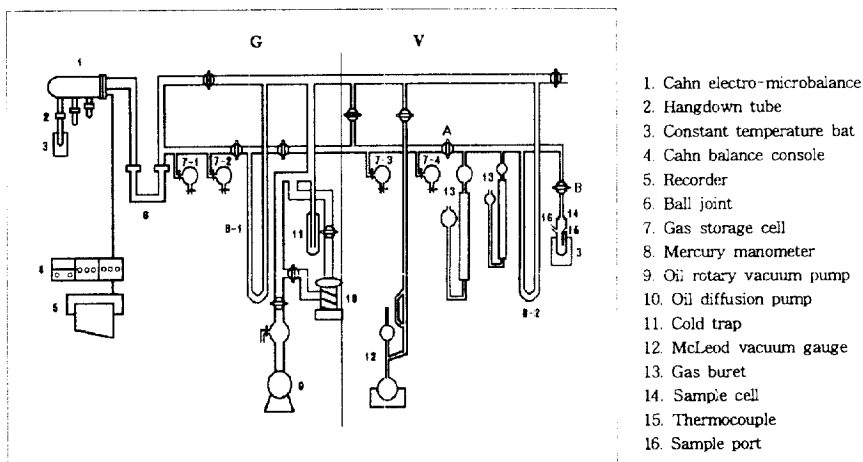 G V
1
2
3
4
5
6
7-1
7-2
8-1
9
10
11
7-3
7-4
A
12
13
13
8-2
B
16
14
15
3
1. Cahn electro-microbalance
2. Hangdown tube
3. Constant temperature bat
4. Cahn balance console
5. Recorder
6. Ball joint
7. Gas storage cell
8. Mercury manometer
9. Oil rotary vacuum pump
10. Oil diffusion pump
11. Cold trap
12. McLeod vacuum gauge
13. Gas buret
14. Sample cell
15. Thermocouple
16. Sample port